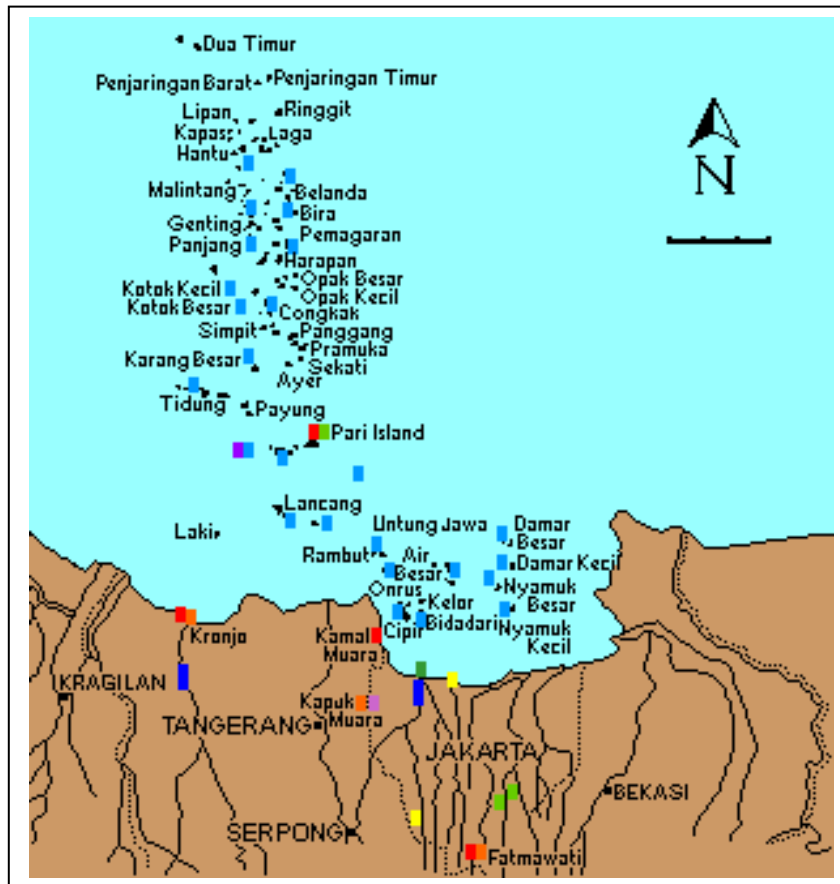 Dua Timur
Penjaringan Barat
Penjaringan Timur
Lipan
Ringgit
Kapas
Laga
Hantu
N
Malintang
Belanda
Bira
Genting
Pemagaran
Panjang
Harapan
Opak Besar
Kotok Kecil
Opak Kecil
Kotok Besar
Congkak
Simpit
Panggang
Pramuka
Karang Besar
Sekati
Ayer
Tidung
Payung
Pari Island
Lancang
Laki
Untung Jawa
Damar
Besar
Rambut
Air
Besar
Damar Kecil
Onrus
Nyamuk
Besar
Kelor
Cipir
Bidadari
Nyamuk
Kecil
Kronjo
Kamal
Muara
KRAGILAN
Kapuk
Muara
TANGERANG
JAKARTA
BEKASI
SERPONG
Fatmawati